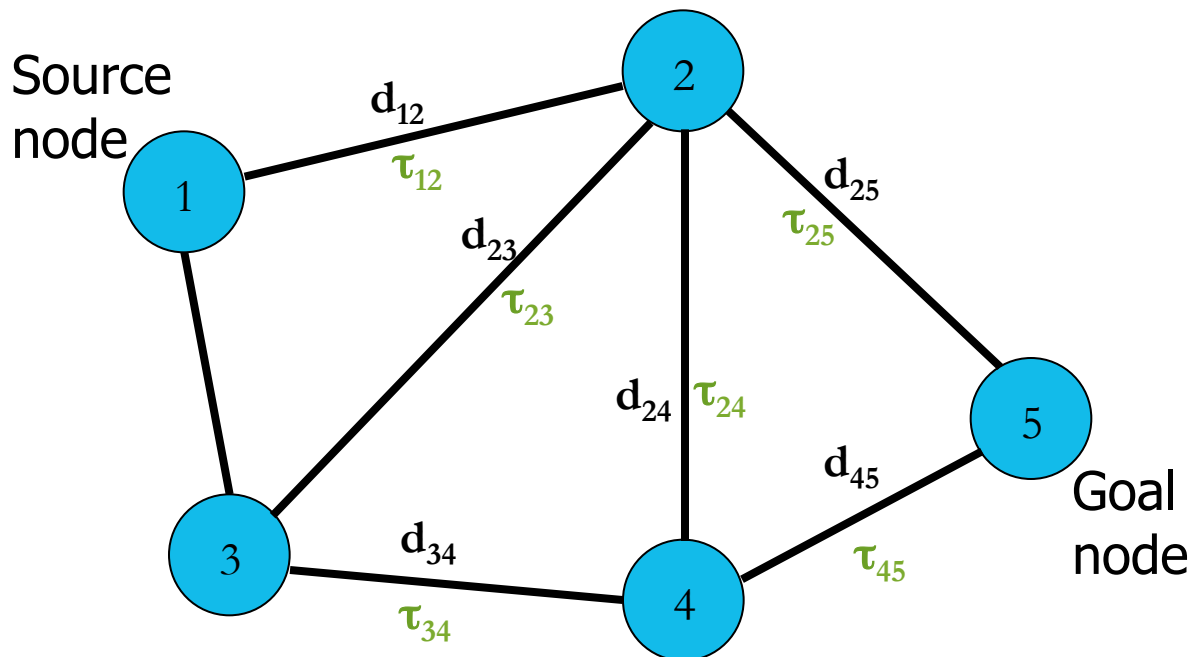 Source
node
1
2
3
4
5
d₁₂
τ₁₂
d₂₃
τ₂₃
d₂₅
τ₂₅
d₂₄
τ₂₄
d₄₅
τ₄₅
d₃₄
τ₃₄
Goal
node